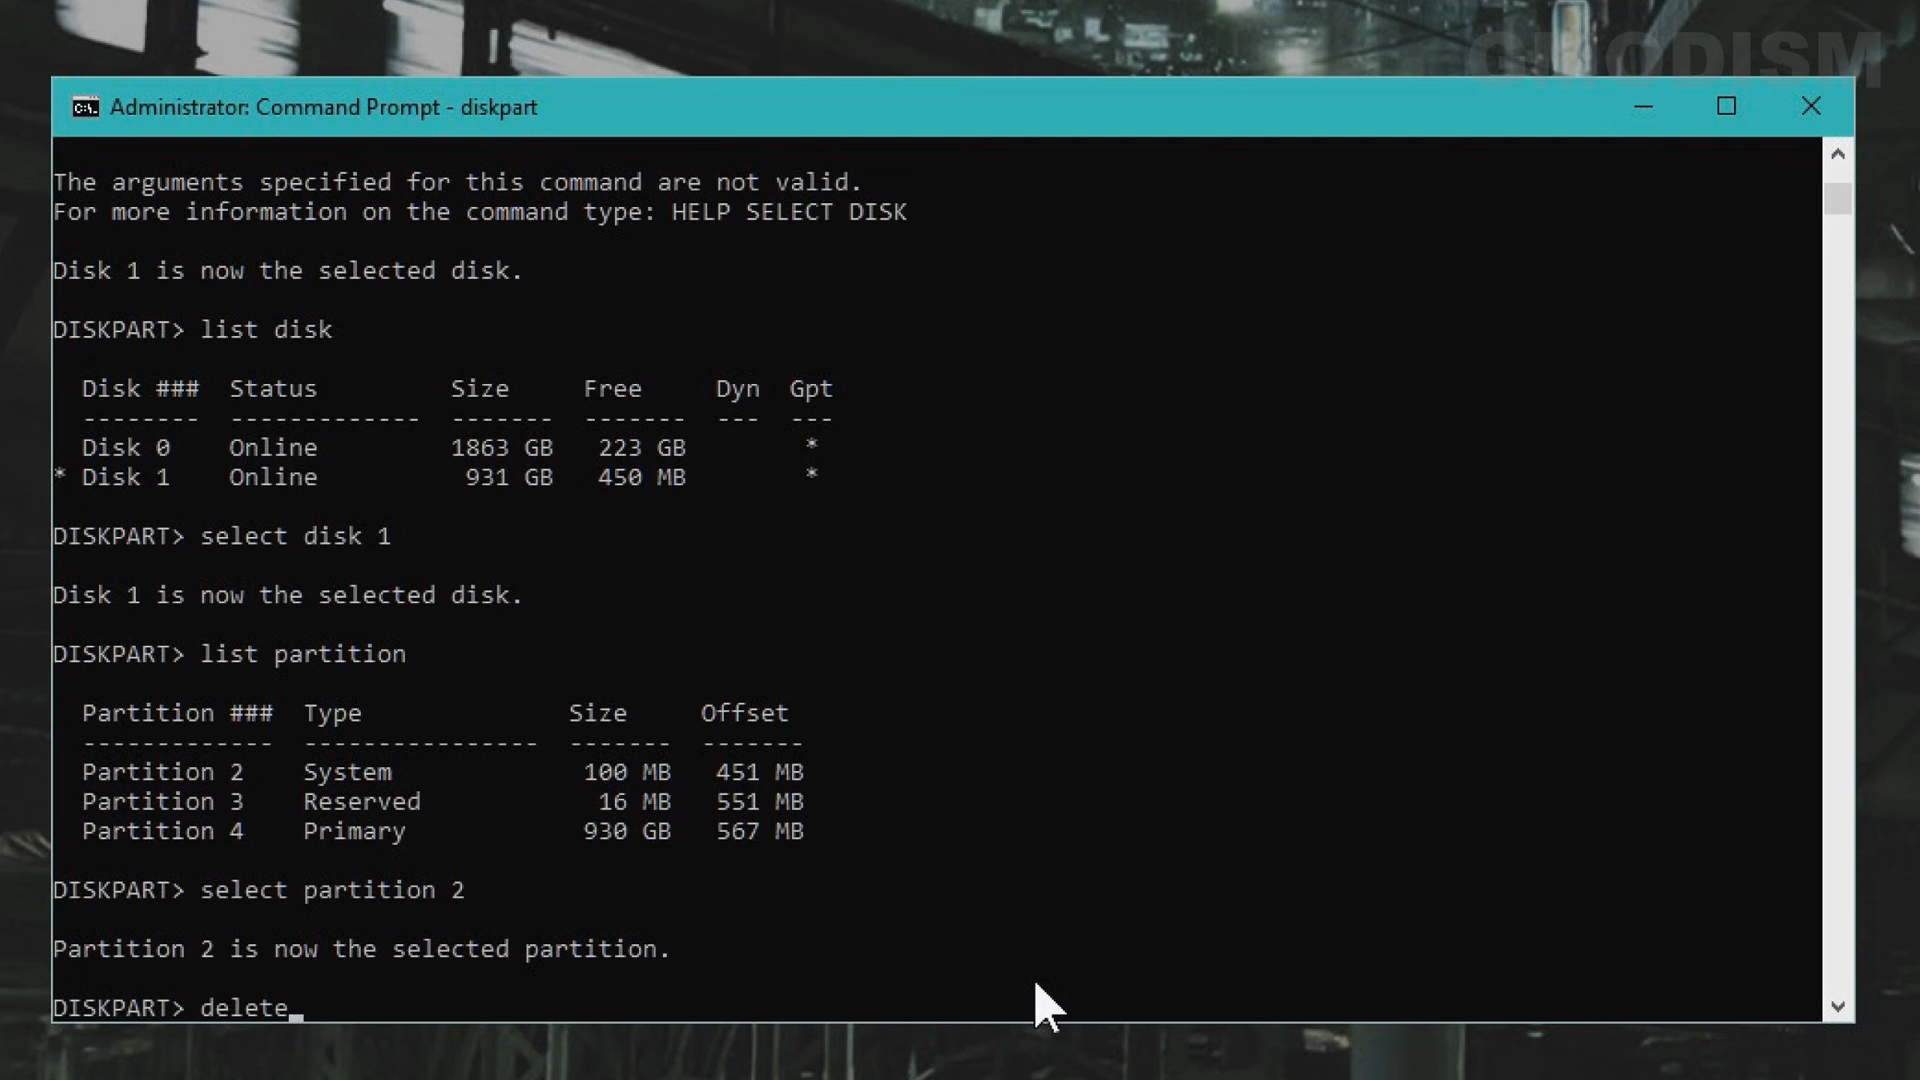 GMODISM
Administrator: Command Prompt - diskpart
The arguments specified for this command are not valid.
For more information on the command type: HELP SELECT DISK
Disk 1 is now the selected disk.
DISKPART> list disk
Disk ### Status Size Free Dyn Gpt
-------- ------------- ------- ------- --- ---
Disk 0 Online 1863 GB 223 GB *
* Disk 1 Online 931 GB 450 MB *
DISKPART> select disk 1
Disk 1 is now the selected disk.
DISKPART> list partition
Partition ### Type Size Offset
------------- ---------------- ------- -------
Partition 2 System 100 MB 451 MB
Partition 3 Reserved 16 MB 551 MB
Partition 4 Primary 930 GB 567 MB
DISKPART> select partition 2
Partition 2 is now the selected partition.
DISKPART> delete_